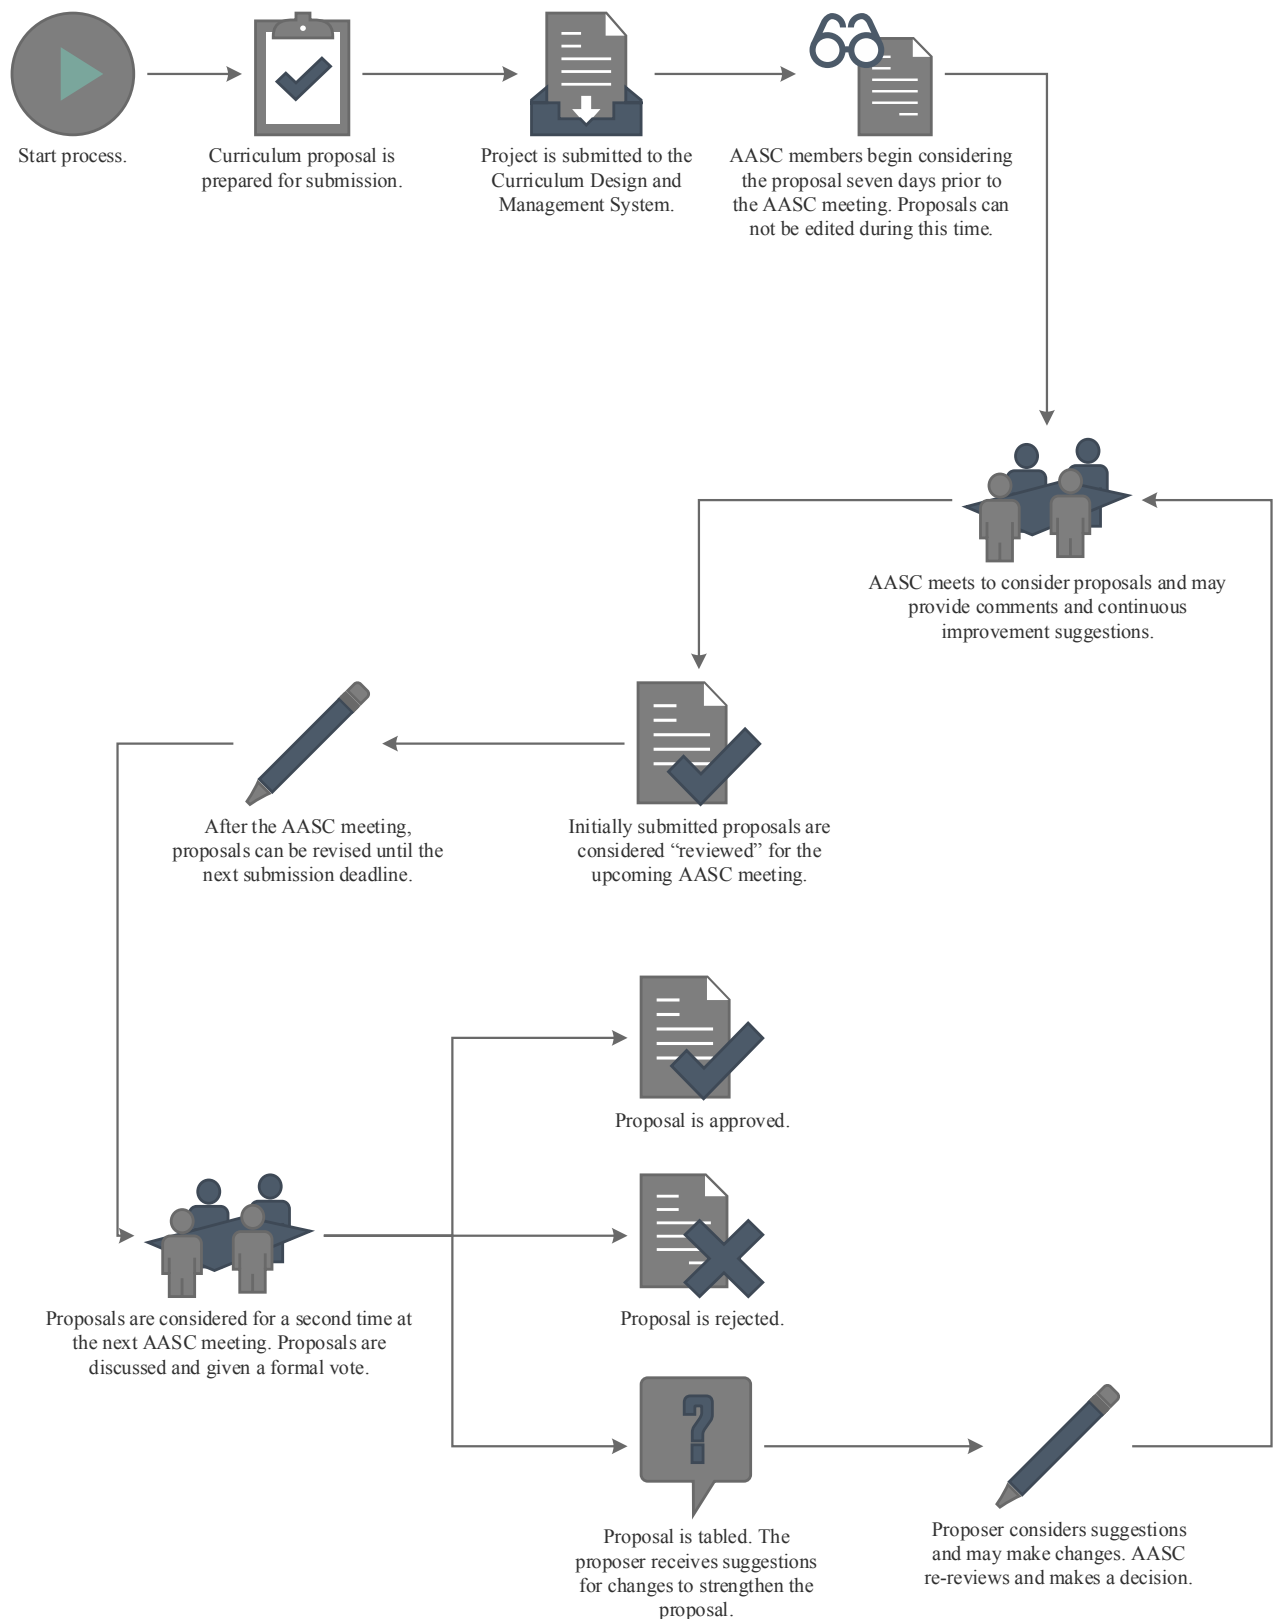 Start process.
Curriculum proposal is
prepared for submission.
Project is submitted to the
Curriculum Design and
Management System.
AASC members begin considering
the proposal seven days prior to
the AASC meeting. Proposals can
not be edited during this time.
AASC meets to consider proposals and may
provide comments and continuous
improvement suggestions.
Initially submitted proposals are
considered “reviewed” for the
upcoming AASC meeting.
After the AASC meeting,
proposals can be revised until the
next submission deadline.
Proposals are considered for a second time at
the next AASC meeting. Proposals are
discussed and given a formal vote.
Proposal is approved.
Proposal is rejected.
?
Proposal is tabled. The
proposer receives suggestions
for changes to strengthen the
proposal.
Proposer considers suggestions
and may make changes. AASC
re-reviews and makes a decision.